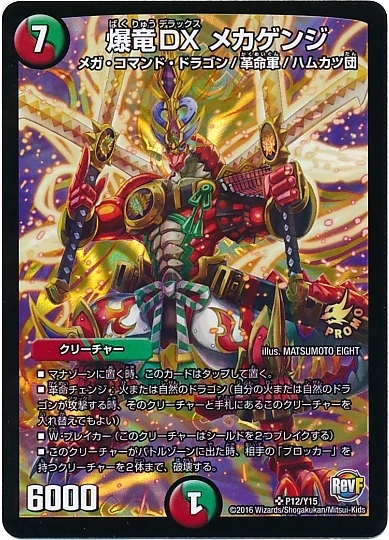 7
ばくりゅう デラックス
爆竜DX メカゲンジ
かくめいぐん だん
メガ・コマンド・ドラゴン/革命軍/ハムカツ団
PROMO
illus. MATSUMOTO EIGHT
クリーチャー
■マナゾーンに置く時、このカードはタップして置く。
■革命チェンジ:火または自然のドラゴン(自分の火または自然のドラ
ゴンが攻撃する時、そのクリーチャーと手札にあるこのクリーチャーを
入れ替えてもよい)
■W・ブレイカー(このクリーチャーはシールドを2つブレイクする)
■このクリーチャーがバトルゾーンに出た時、相手の「ブロッカー」を
持つクリーチャーを2体まで、破壊する。
6000
1
P12/Y15
RevF
©2016 Wizards/Shogakukan/Mitsui-Kids